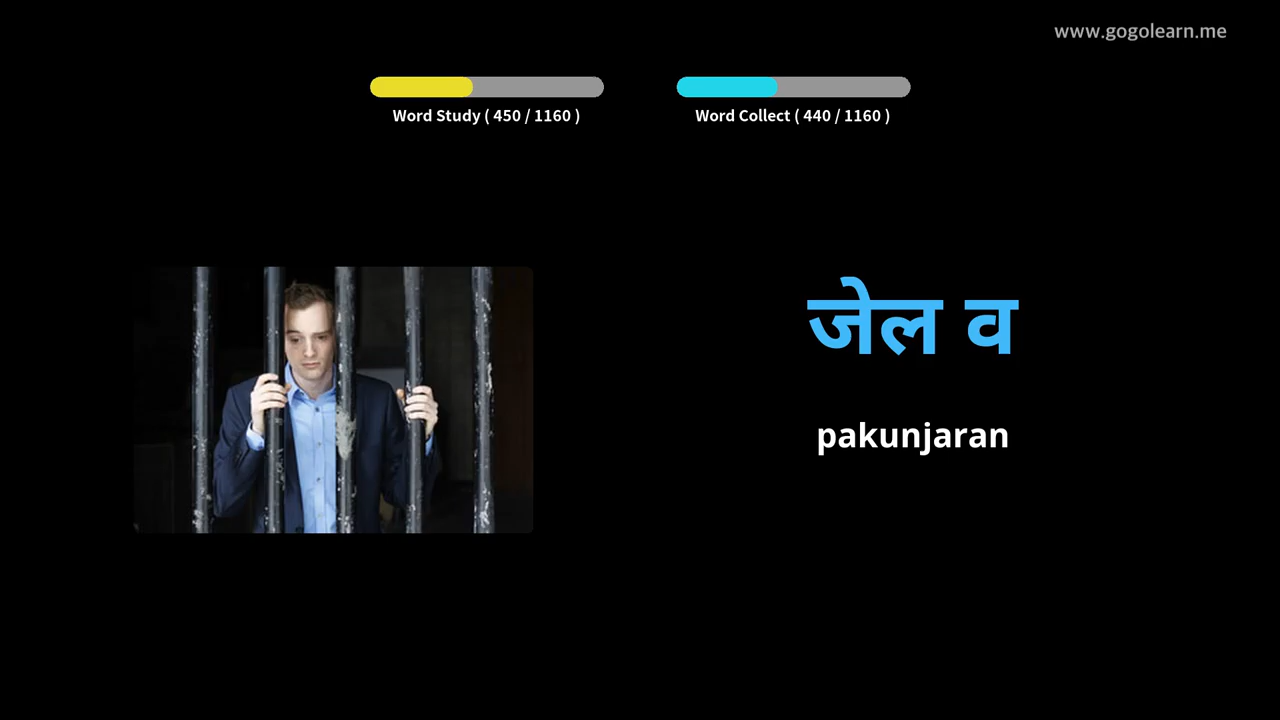 www.gogolearn.me
Word Study ( 450 / 1160 )
Word Collect ( 440 / 1160 )
जेल व
pakunjaran